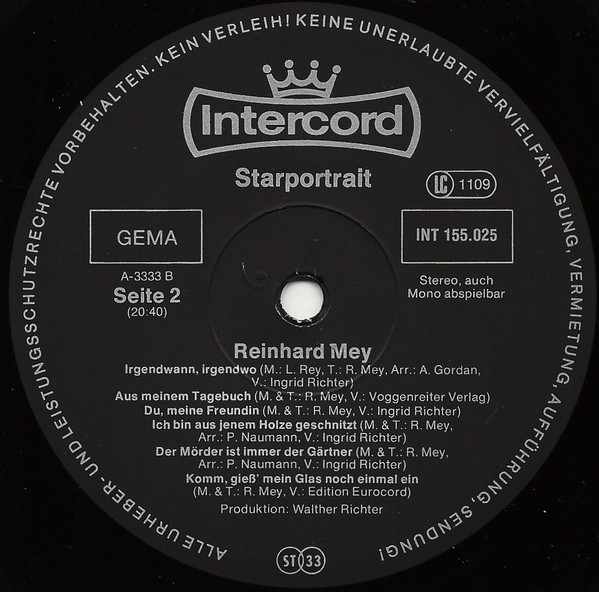 ALLE URHEBER- UND LEISTUNGSSCHUTZRECHTE VORBEHALTEN. KEIN VERLEIH! KEINE UNERLAUBTE VERVIELFÄLTIGUNG, VERMIETUNG, AUFFÜHRUNG, SENDUNG!
Intercord
Starportrait
LC 1109
GEMA
INT 155.025
A-3333 B
Seite 2
(20:40)
Stereo, auch
Mono abspielbar
Reinhard Mey
Irgendwann, irgendwo (M.: L. Rey, T.: R. Mey, Arr.: A. Gordan,
V.: Ingrid Richter)
Aus meinem Tagebuch (M. & T.: R. Mey, V.: Voggenreiter Verlag)
Du, meine Freundin (M. & T.: R. Mey, V.: Ingrid Richter)
Ich bin aus jenem Holze geschnitzt (M. & T.: R. Mey,
Arr.: P. Naumann, V.: Ingrid Richter)
Der Mörder ist immer der Gärtner (M. & T.: R. Mey,
Arr.: P. Naumann, V.: Ingrid Richter)
Komm, gieß' mein Glas noch einmal ein
(M. & T.: R. Mey, V.: Edition Eurocord)
Produktion: Walther Richter
ST 33